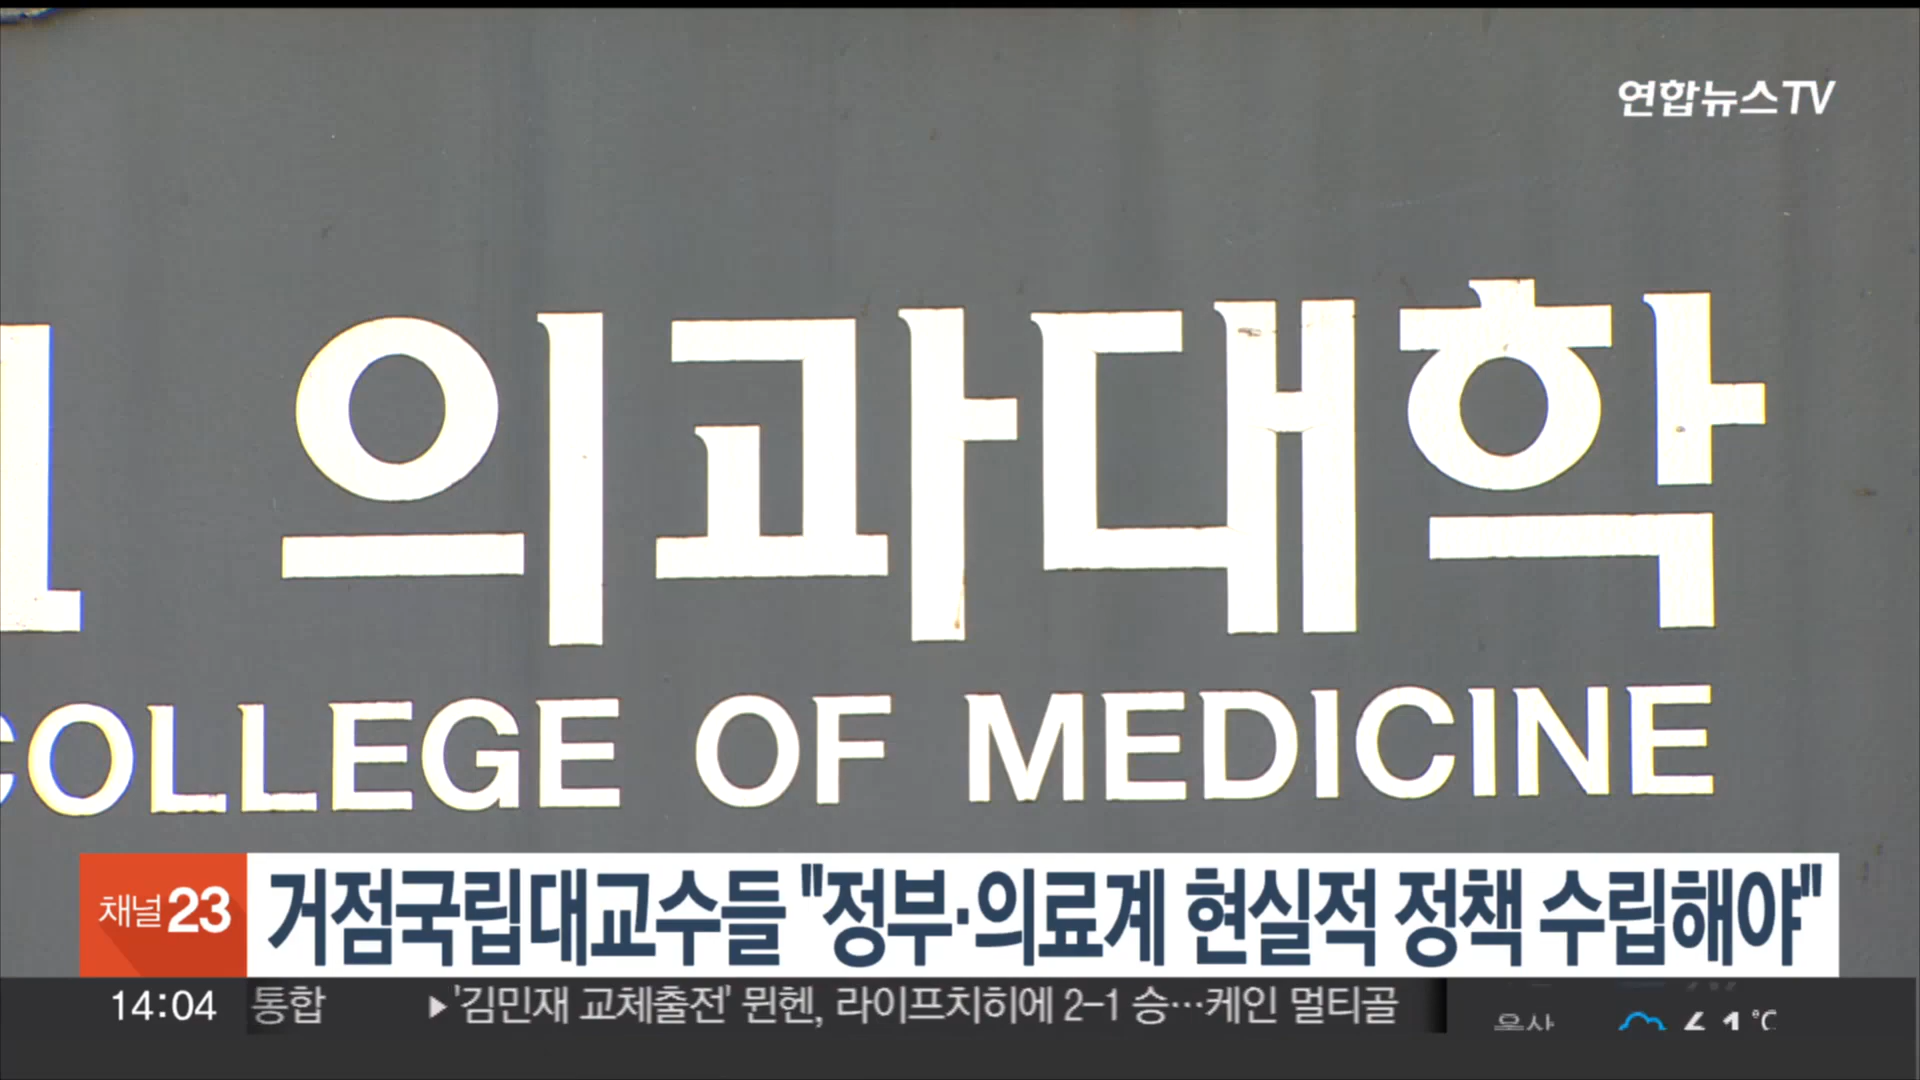 연합뉴스TV
의과대학
COLLEGE OF MEDICINE
채널 23
거점국립대교수들 "정부·의료계 현실적 정책 수립해야"
14:04 통합 ▶'김민재 교체출전' 뮌헨, 라이프치히에 2-1 승…케인 멀티골